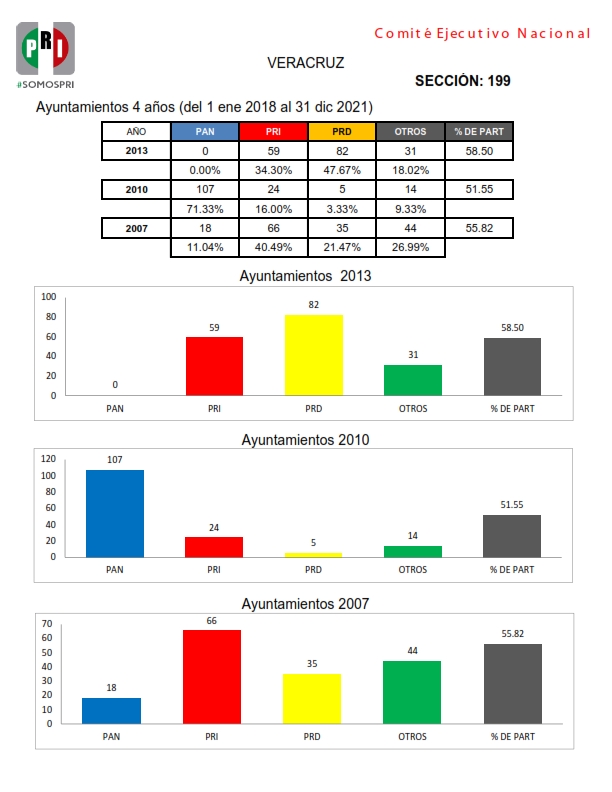 Comité Ejecutivo Nacional
PRI
#SOMOSPRI
VERACRUZ
SECCIÓN: 199
Ayuntamientos 4 años (del 1 ene 2018 al 31 dic 2021)
AÑO PAN PRI PRD OTROS % DE PART
2013 0 59 82 31 58.50
0.00% 34.30% 47.67% 18.02%
2010 107 24 5 14 51.55
71.33% 16.00% 3.33% 9.33%
2007 18 66 35 44 55.82
11.04% 40.49% 21.47% 26.99%
Ayuntamientos 2013
100
80
60
40
20
0
0 59 82 31 58.50
PAN PRI PRD OTROS % DE PART
Ayuntamientos 2010
120
100
80
60
40
20
0
107 24 5 14 51.55
PAN PRI PRD OTROS % DE PART
Ayuntamientos 2007
70
60
50
40
30
20
10
0
18 66 35 44 55.82
PAN PRI PRD OTROS % DE PART